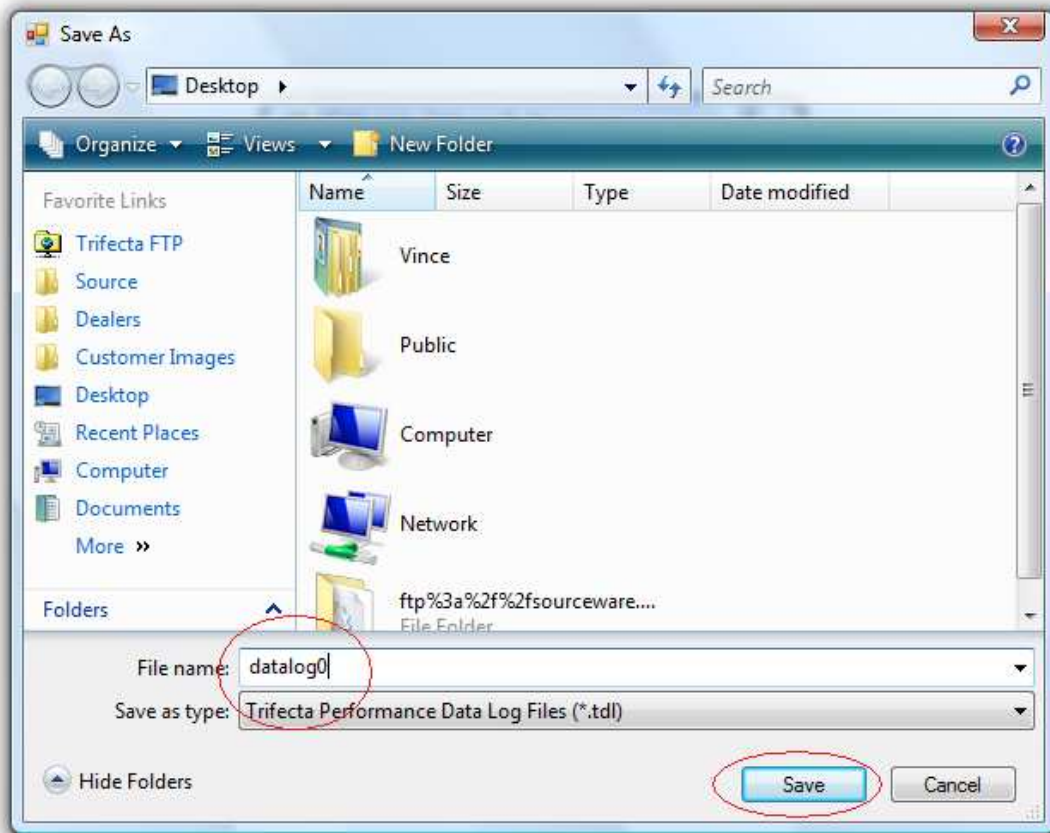 Save As
Desktop
Search
Organize Views New Folder
Favorite Links
Trifecta FTP
Source
Dealers
Customer Images
Desktop
Recent Places
Computer
Documents
More »
Folders
Name Size Type Date modified
Vince
Public
Computer
Network
ftp%3a%2f%2fsourceware....
File Folder
File name: datalog0
Save as type: Trifecta Performance Data Log Files (*.tdl)
Hide Folders
Save
Cancel